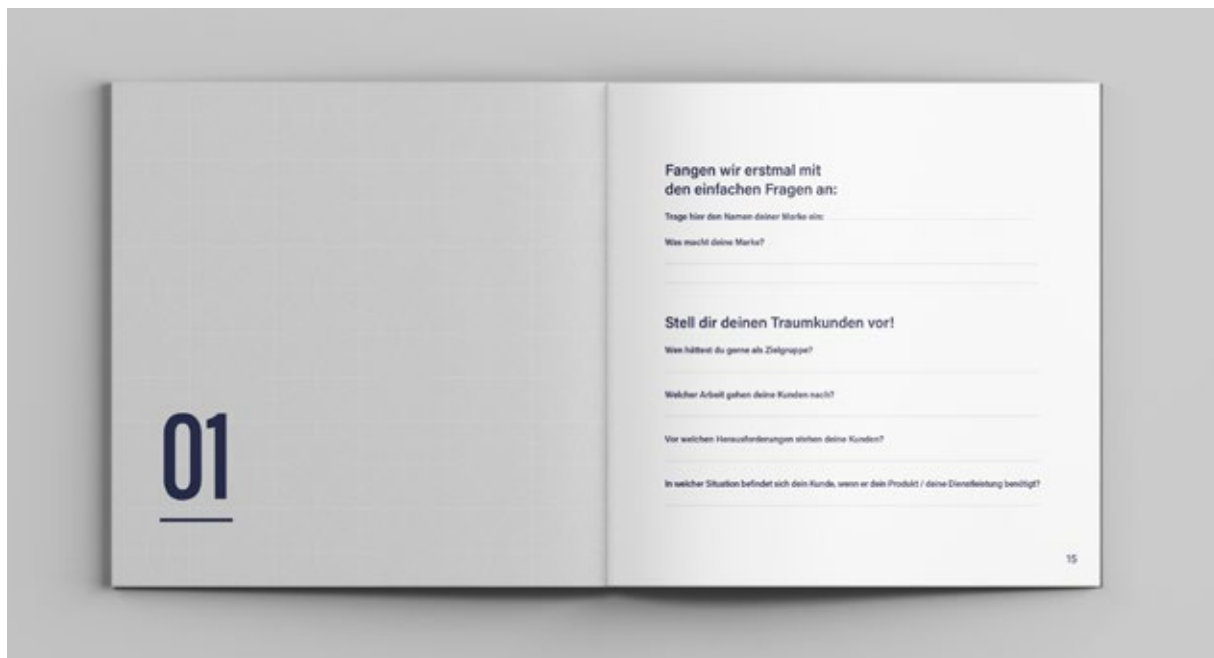 01
Fangen wir erstmal mit
den einfachen Fragen an:
Trage hier den Namen deiner Marke ein:
Was macht deine Marke?
Stell dir deinen Traumkunden vor!
Wen hättest du gerne als Zielgruppe?
Welcher Arbeit gehen deine Kunden nach?
Vor welchen Herausforderungen stehen deine Kunden?
In welcher Situation befindet sich dein Kunde, wenn er dein Produkt / deine Dienstleistung benötigt?
15